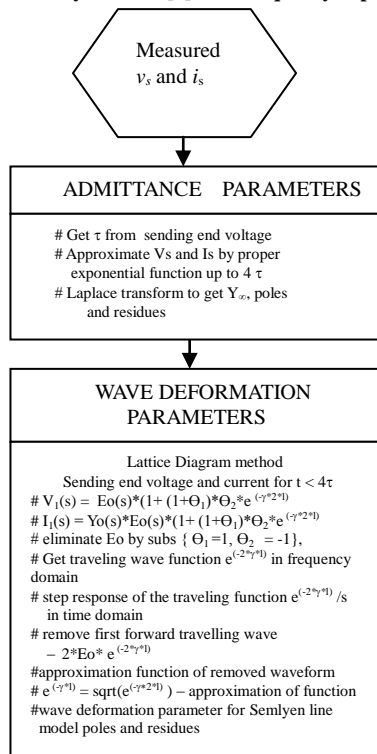 Measured
vs and is
ADMITTANCE PARAMETERS
# Get τ from sending end voltage
# Approximate Vs and Is by proper
exponential function up to 4 τ
# Laplace transform to get Y∞, poles
and residues
WAVE DEFORMATION
PARAMETERS
Lattice Diagram method
Sending end voltage and current for t < 4τ
# V1(s) = Eo(s)*(1+ (1+ϴ1)*ϴ2*e (-γ*2*l)
# I1(s) = Yo(s)*Eo(s)*(1+ (1+ϴ1)*ϴ2*e (-γ*2*l)
# eliminate Eo by subs { ϴ1=1, ϴ2 = -1},
# Get traveling wave function e(-2*γ*l) in frequency
domain
# step response of the traveling function e(-2*γ*l) /s
in time domain
# remove first forward travelling wave
– 2*Eo* e(-2*γ*l)
#approximation function of removed waveform
# e(-γ*l) = sqrt(e(-γ*2*l) ) – approximation of function
#wave deformation parameter for Semlyen line
model poles and residues